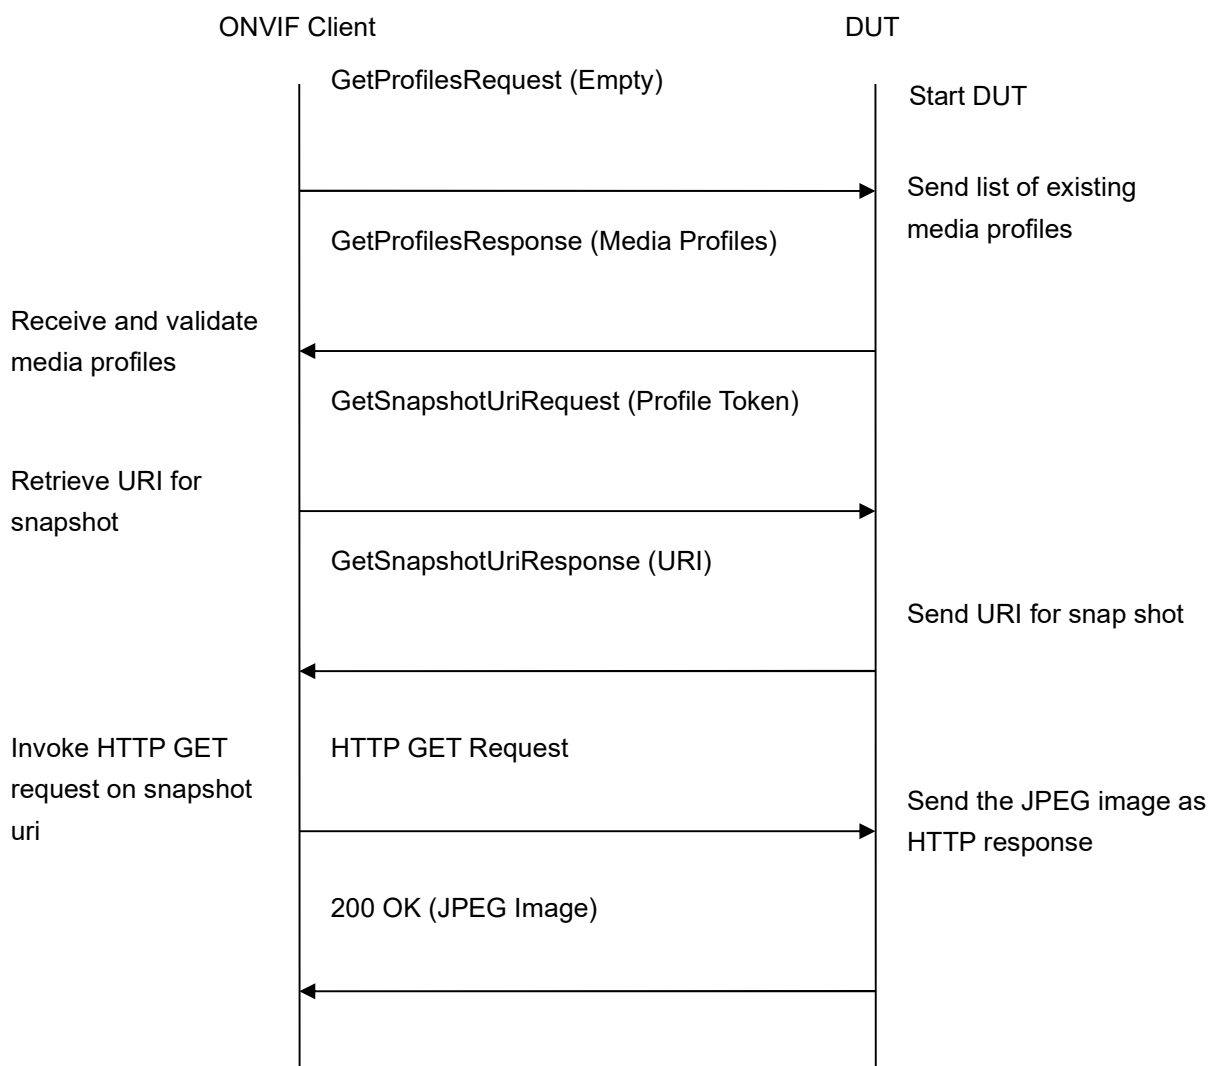 ONVIF Client
DUT
GetProfilesRequest (Empty)
Start DUT
Send list of existing
media profiles
GetProfilesResponse (Media Profiles)
Receive and validate
media profiles
GetSnapshotUriRequest (Profile Token)
Retrieve URI for
snapshot
GetSnapshotUriResponse (URI)
Send URI for snap shot
Invoke HTTP GET
request on snapshot
uri
HTTP GET Request
Send the JPEG image as
HTTP response
200 OK (JPEG Image)